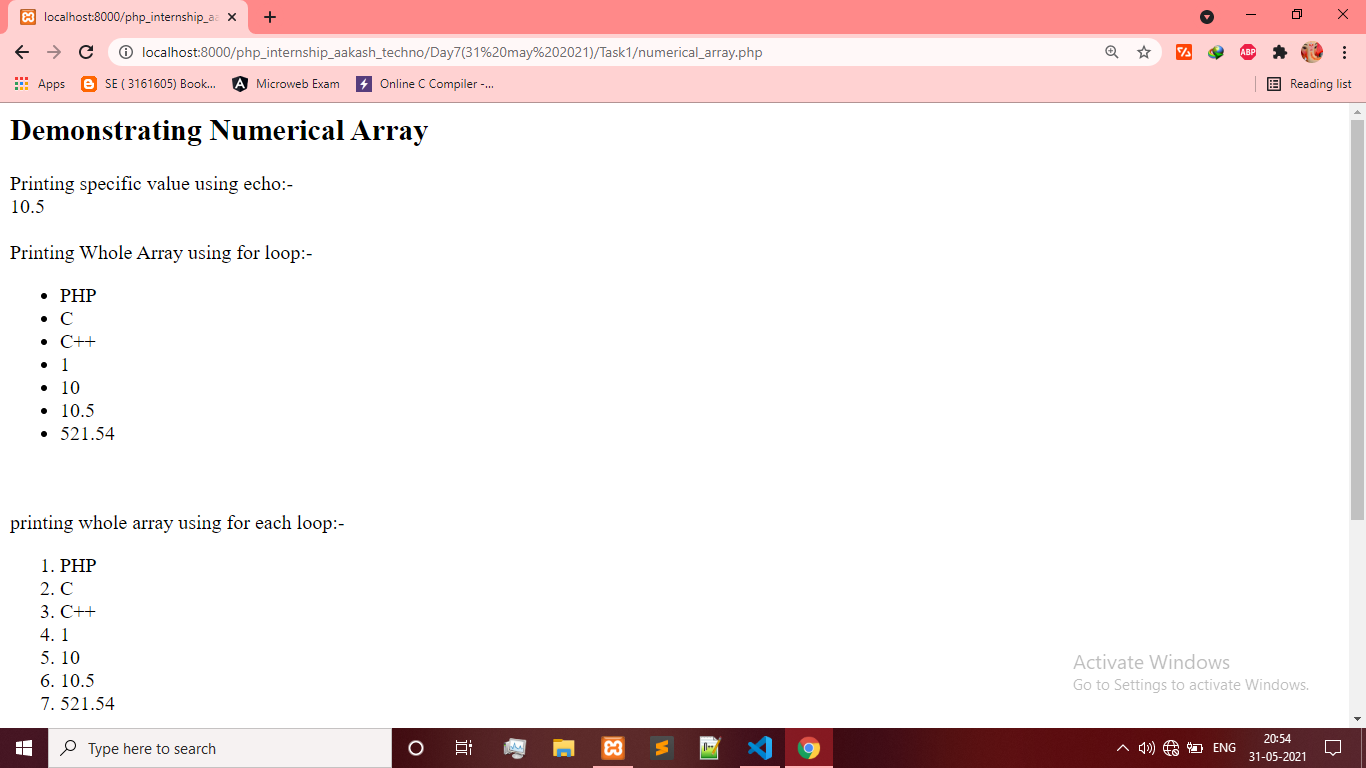 localhost:8000/php_internship_aa
localhost:8000/php_internship_aakash_techno/Day7(31%20may%202021)/Task1/numerical_array.php
ABP
Apps
SE ( 3161605) Book...
Microweb Exam
Online C Compiler -...
Reading list
Demonstrating Numerical Array
Printing specific value using echo:-
10.5
Printing Whole Array using for loop:-
• PHP
• C
• C++
• 1
• 10
• 10.5
• 521.54
printing whole array using for each loop:-
1. PHP
2. C
3. C++
4. 1
5. 10
6. 10.5
7. 521.54
Activate Windows
Go to Settings to activate Windows.
Type here to search
ENG
20:54
31-05-2021